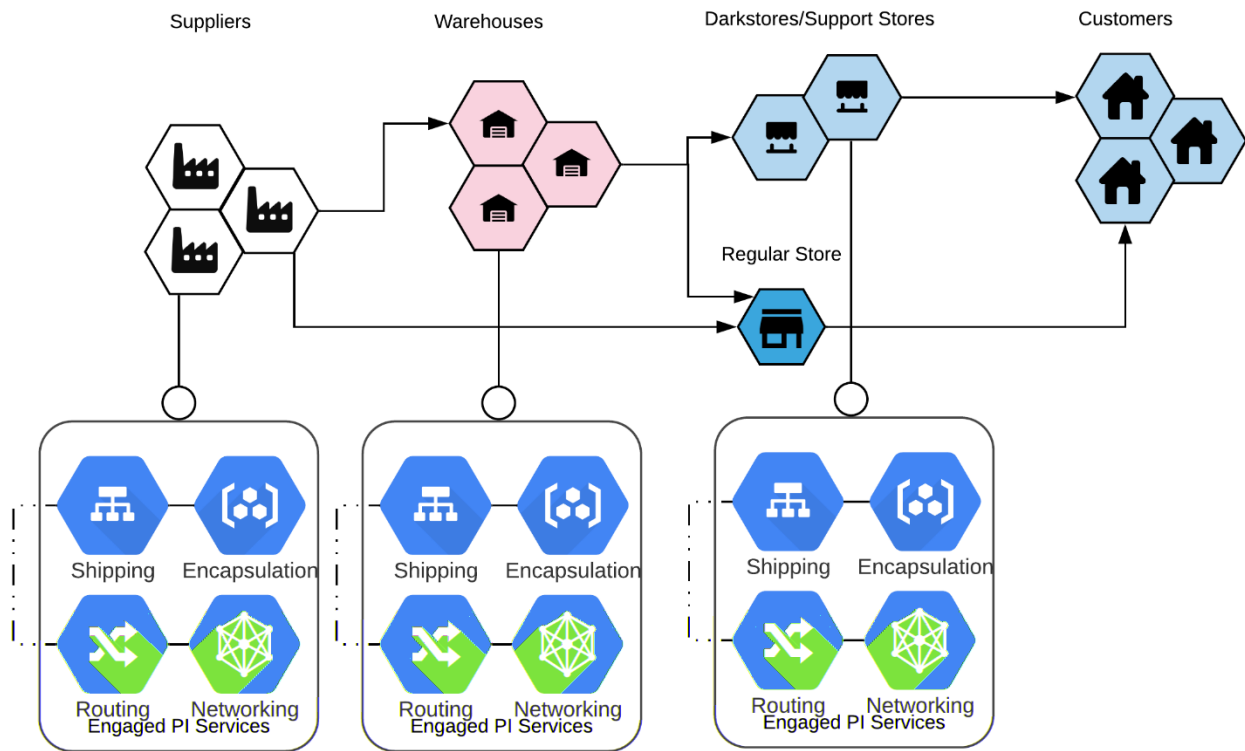 Suppliers
Warehouses
Darkstores/Support Stores
Customers
Regular Store
Shipping
Encapsulation
Routing
Networking
Engaged PI Services
Shipping
Encapsulation
Routing
Networking
Engaged PI Services
Shipping
Encapsulation
Routing
Networking
Engaged PI Services